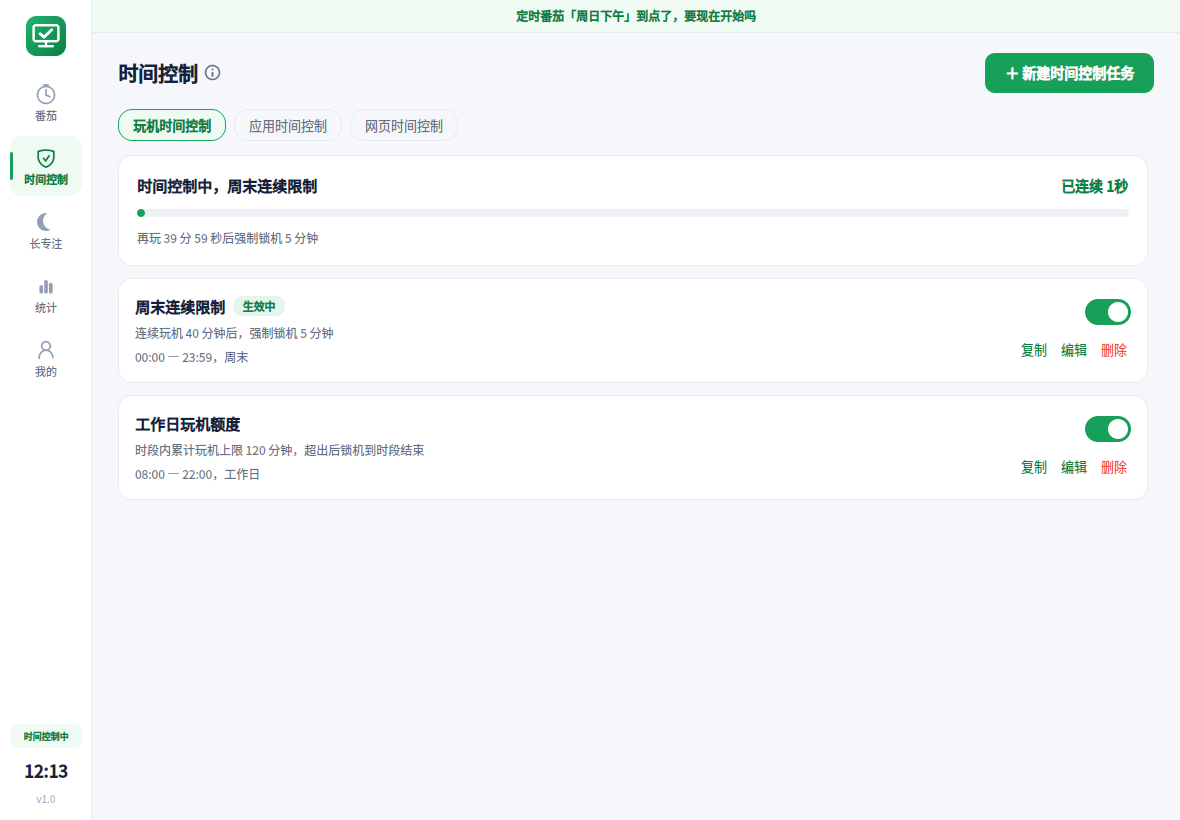 定时番茄「周日下午」到点了，要现在开始吗
番茄
时间控制
长专注
统计
我的
时间控制中
12:13
v1.0
时间控制
+ 新建时间控制任务
玩机时间控制
应用时间控制
网页时间控制
时间控制中，周末连续限制
已连续 1秒
再玩 39 分 59 秒后强制锁机 5 分钟
周末连续限制
生效中
连续玩机 40 分钟后，强制锁机 5 分钟
00:00 — 23:59，周末
复制 编辑 删除
工作日玩机额度
时段内累计玩机上限 120 分钟，超出后锁机到时段结束
08:00 — 22:00，工作日
复制 编辑 删除